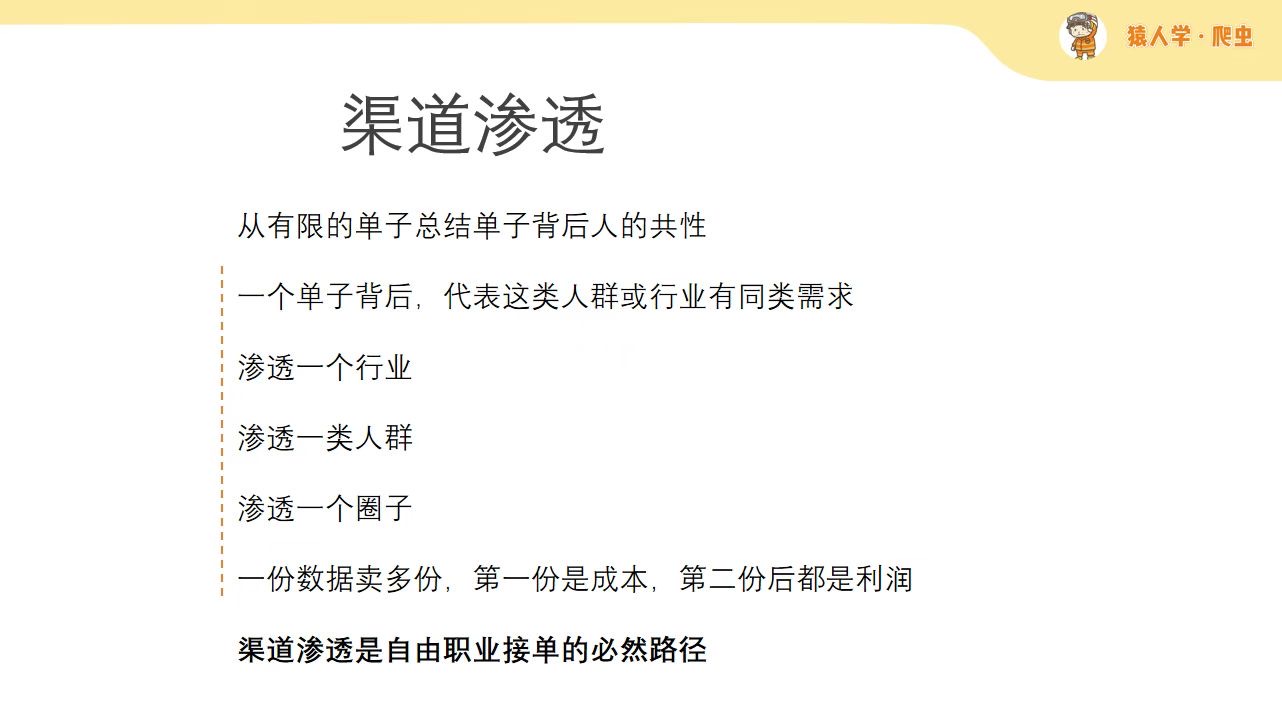 猿人学·爬虫
渠道渗透
从有限的单子总结单子背后人的共性
一个单子背后，代表这类人群或行业有同类需求
渗透一个行业
渗透一类人群
渗透一个圈子
一份数据卖多份，第一份是成本，第二份后都是利润
渠道渗透是自由职业接单的必然路径